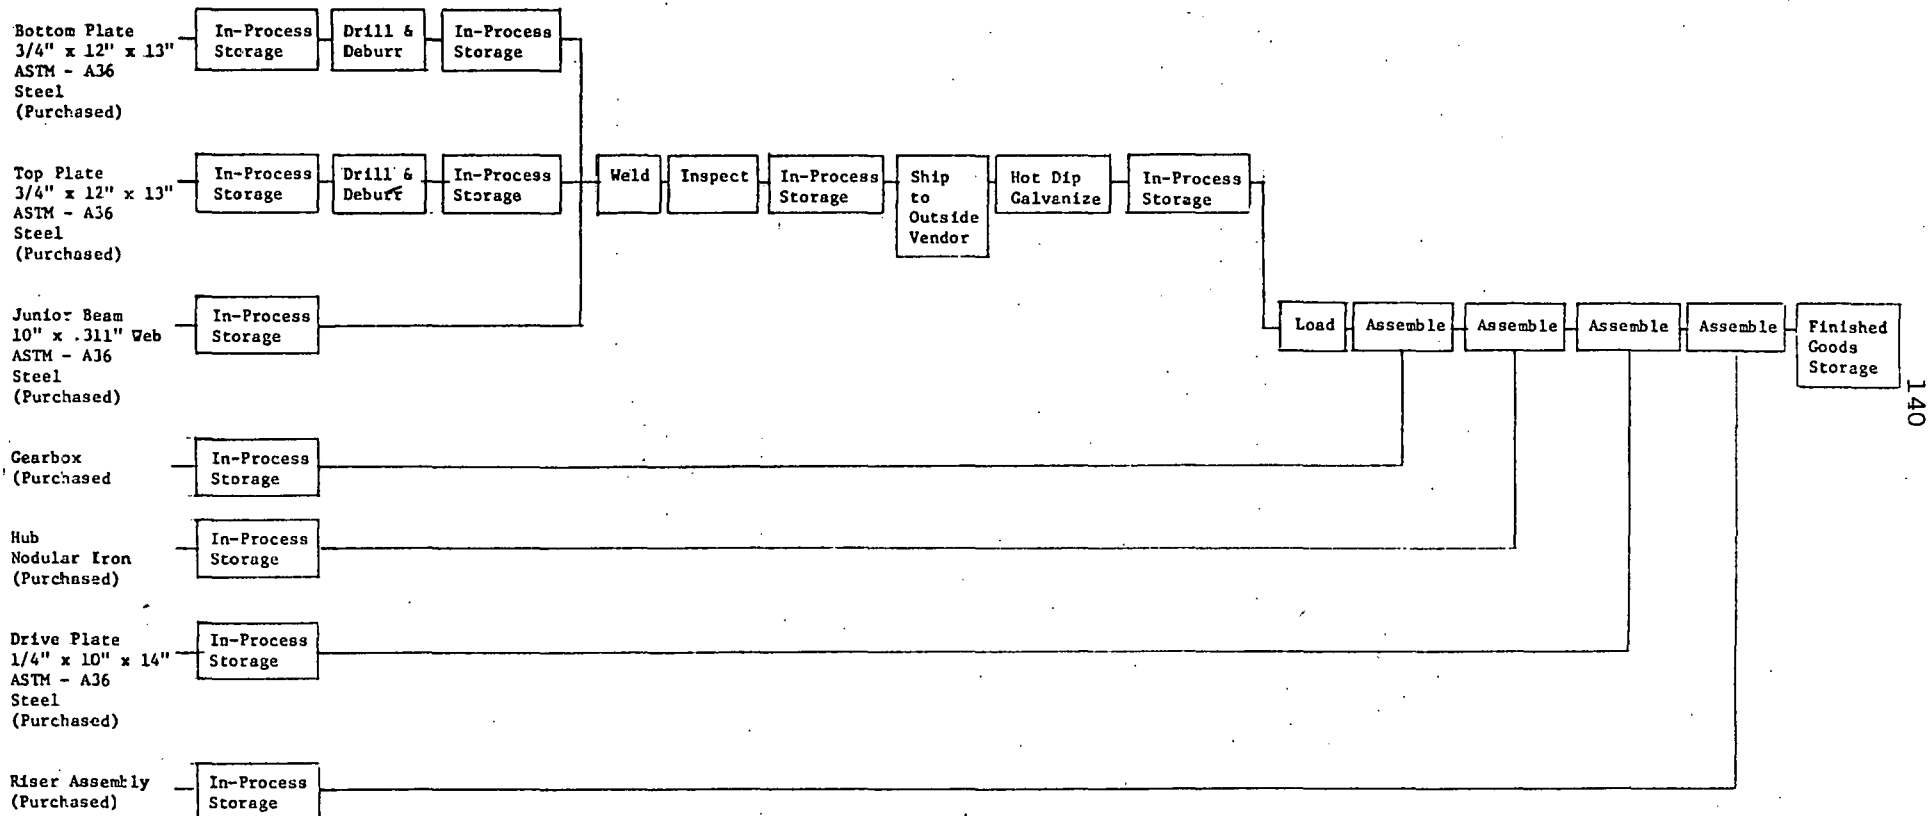 Bottom Plate
3/4" x 12" x 13"
ASTM - A36
Steel
(Purchased)
In-Process
Storage
Drill &
Deburr
In-Process
Storage
Top Plate
3/4" x 12" x 13"
ASTM - A36
Steel
(Purchased)
In-Process
Storage
Drill &
Deburr
In-Process
Storage
Weld
Inspect
In-Process
Storage
Ship
to
Outside
Vendor
Hot Dip
Galvanize
In-Process
Storage
Junior Beam
10" x .311" Web
ASTM - A36
Steel
(Purchased)
In-Process
Storage
Load
Assemble
Assemble
Assemble
Assemble
Finished
Goods
Storage
140
Gearbox
(Purchased
In-Process
Storage
Hub
Nodular Iron
(Purchased)
In-Process
Storage
Drive Plate
1/4" x 10" x 14"
ASTM - A36
Steel
(Purchased)
In-Process
Storage
Riser Assembly
(Purchased)
In-Process
Storage